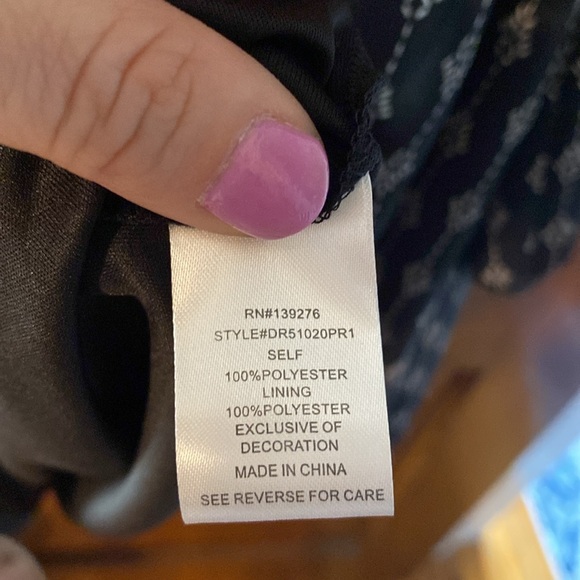 RN#139276
STYLE#DR51020PR1
SELF
100%POLYESTER
LINING
100%POLYESTER
EXCLUSIVE OF
DECORATION
MADE IN CHINA
SEE REVERSE FOR CARE